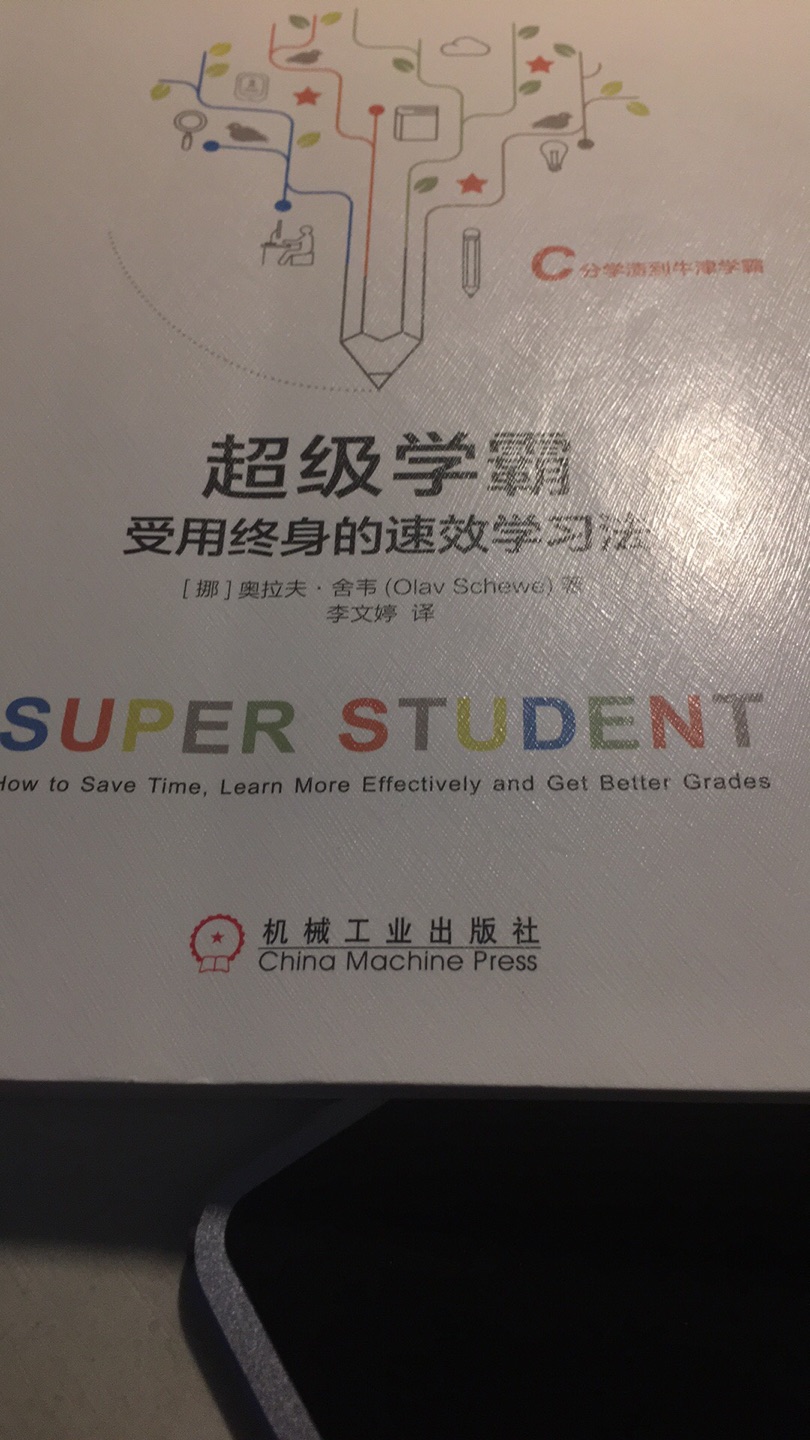 C分学渣到牛津学霸
超级学霸
受用终身的速效学习法
[挪]奥拉夫·舍韦(Olav Schewe) 著
李文婷 译
SUPER STUDENT
How to Save Time, Learn More Effectively and Get Better Grades
机械工业出版社
China Machine Press